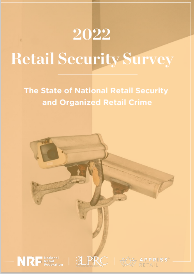 2022
Retail Security Survey
The State of National Retail Security
and Organized Retail Crime
NRF
LPRC